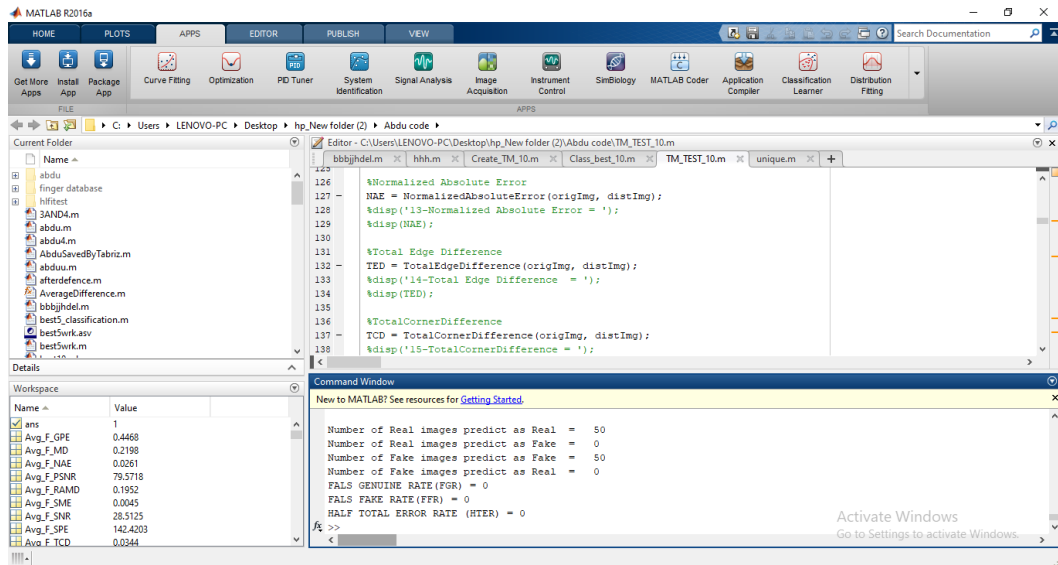 MATLAB R2016a
HOME PLOTS APPS EDITOR PUBLISH VIEW Search Documentation
Get More Apps Install App Package App Curve Fitting Optimization PID Tuner System Identification Signal Analysis Image Acquisition Instrument Control SimBiology MATLAB Coder Application Compiler Classification Learner Distribution Fitting
FILE APPS
C: Users LENOVO-PC Desktop hp_New folder (2) Abdu code
Current Folder
Name
abdu
finger database
hlfitest
3AND4.m
abdu.m
abdu4.m
AbduSavedByTabriz.m
abduu.m
afterdefence.m
AverageDifference.m
bbbjjhdel.m
best5_classification.m
best5wrk.asv
best5wrk.m
Details
Workspace
Name Value
ans 1
Avg_F_GPE 0.4468
Avg_F_MD 0.2198
Avg_F_NAE 0.0261
Avg_F_PSNR 79.5718
Avg_F_RAMD 0.1952
Avg_F_SME 0.0045
Avg_F_SNR 28.5125
Avg_F_SPE 142.4203
Avg_F_TCD 0.0344
Editor - C:\Users\LENOVO-PC\Desktop\hp_New folder (2)\Abdu code\TM_TEST_10.m
bbbjjhdel.m hhh.m Create_TM_10.m Class_best_10.m TM_TEST_10.m unique.m +
125
126 %Normalized Absolute Error
127 - NAE = NormalizedAbsoluteError(origImg, distImg);
128 %disp('13-Normalized Absolute Error = ');
129 %disp(NAE);
130
131 %Total Edge Difference
132 - TED = TotalEdgeDifference(origImg, distImg);
133 %disp('14-Total Edge Difference  = ');
134 %disp(TED);
135
136 %TotalCornerDifference
137 - TCD = TotalCornerDifference(origImg, distImg);
138 %disp('15-TotalCornerDifference = ');
Command Window
New to MATLAB? See resources for Getting Started.
Number of Real images predict as Real = 50
Number of Real images predict as Fake = 0
Number of Fake images predict as Fake = 50
Number of Fake images predict as Real = 0
FALS GENUINE RATE(FGR) = 0
FALS FAKE RATE(FFR) = 0
HALF TOTAL ERROR RATE (HTER) = 0
fx >>
Activate Windows
Go to Settings to activate Windows.